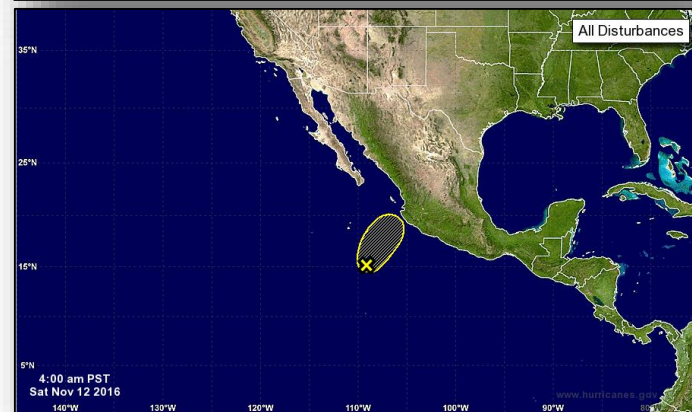 All Disturbances
35°N
25°N
15°N
5°N
4:00 am PST
Sat Nov 12 2016
www.hurricanes.gov
140°W
130°W
120°W
110°W
100°W
90°W
80°W